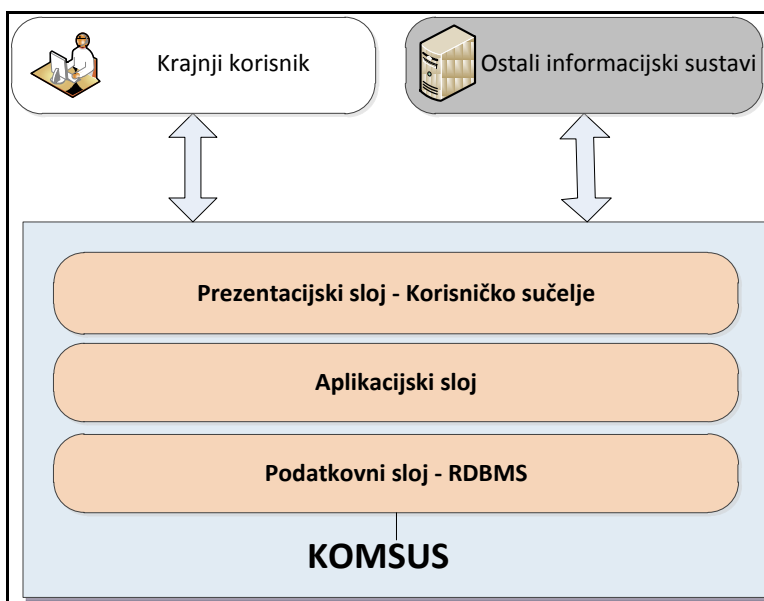 Krajnji korisnik
Ostali informacijski sustavi
Prezentacijski sloj - Korisničko sučelje
Aplikacijski sloj
Podatkovni sloj - RDBMS
KOMSUS